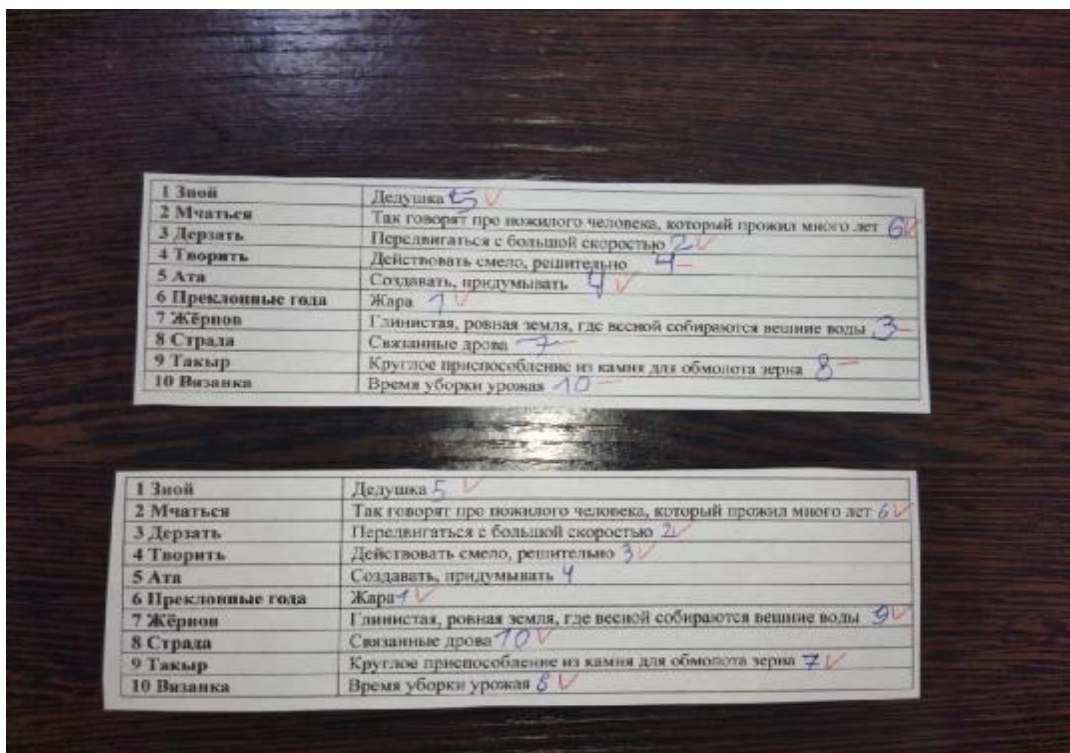 1 Зной Дедушка 5
2 Мчаться Так говорят про пожилого человека, который прожил много лет 6
3 Дерзать Передвигаться с большой скоростью 2
4 Творить Действовать смело, решительно 4
5 Ата Создавать, придумывать 4
6 Преклонные года Жара 1
7 Жёрнов Глинистая, ровная земля, где весной собираются вешние воды 3
8 Страда Связанные дрова 7
9 Такыр Круглое приспособление из камня для обмолота зерна 8
10 Вязанка Время уборки урожая 10
1 Зной Дедушка 5
2 Мчаться Так говорят про пожилого человека, который прожил много лет 6
3 Дерзать Передвигаться с большой скоростью 2
4 Творить Действовать смело, решительно 3
5 Ата Создавать, придумывать 4
6 Преклонные года Жара 1
7 Жёрнов Глинистая, ровная земля, где весной собираются вешние воды 9
8 Страда Связанные дрова 10
9 Такыр Круглое приспособление из камня для обмолота зерна 7
10 Вязанка Время уборки урожая 8